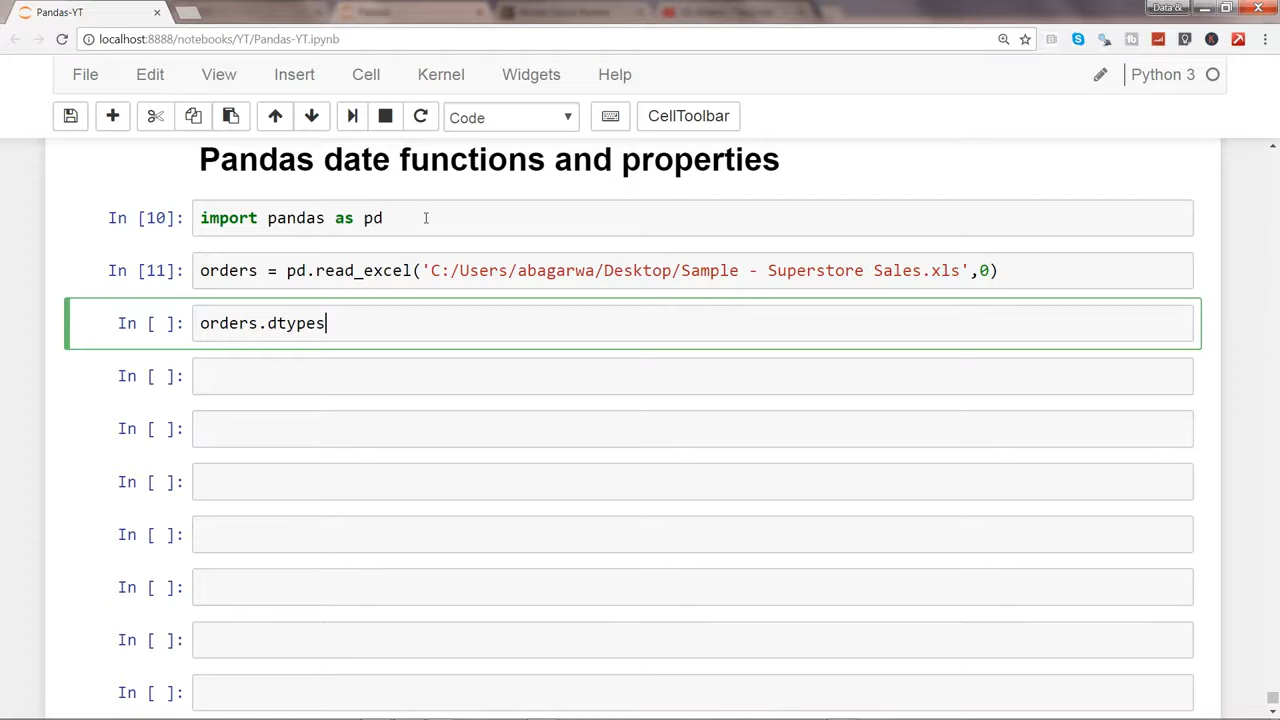 Pandas-YT
Data &
localhost:8888/notebooks/YT/Pandas-YT.ipynb
File Edit View Insert Cell Kernel Widgets Help Python 3
Code CellToolbar
Pandas date functions and properties
In [10]: import pandas as pd
In [11]: orders = pd.read_excel('C:/Users/abagarwa/Desktop/Sample - Superstore Sales.xls',0)
In [ ]: orders.dtypes
In [ ]:
In [ ]:
In [ ]:
In [ ]:
In [ ]:
In [ ]:
In [ ]: